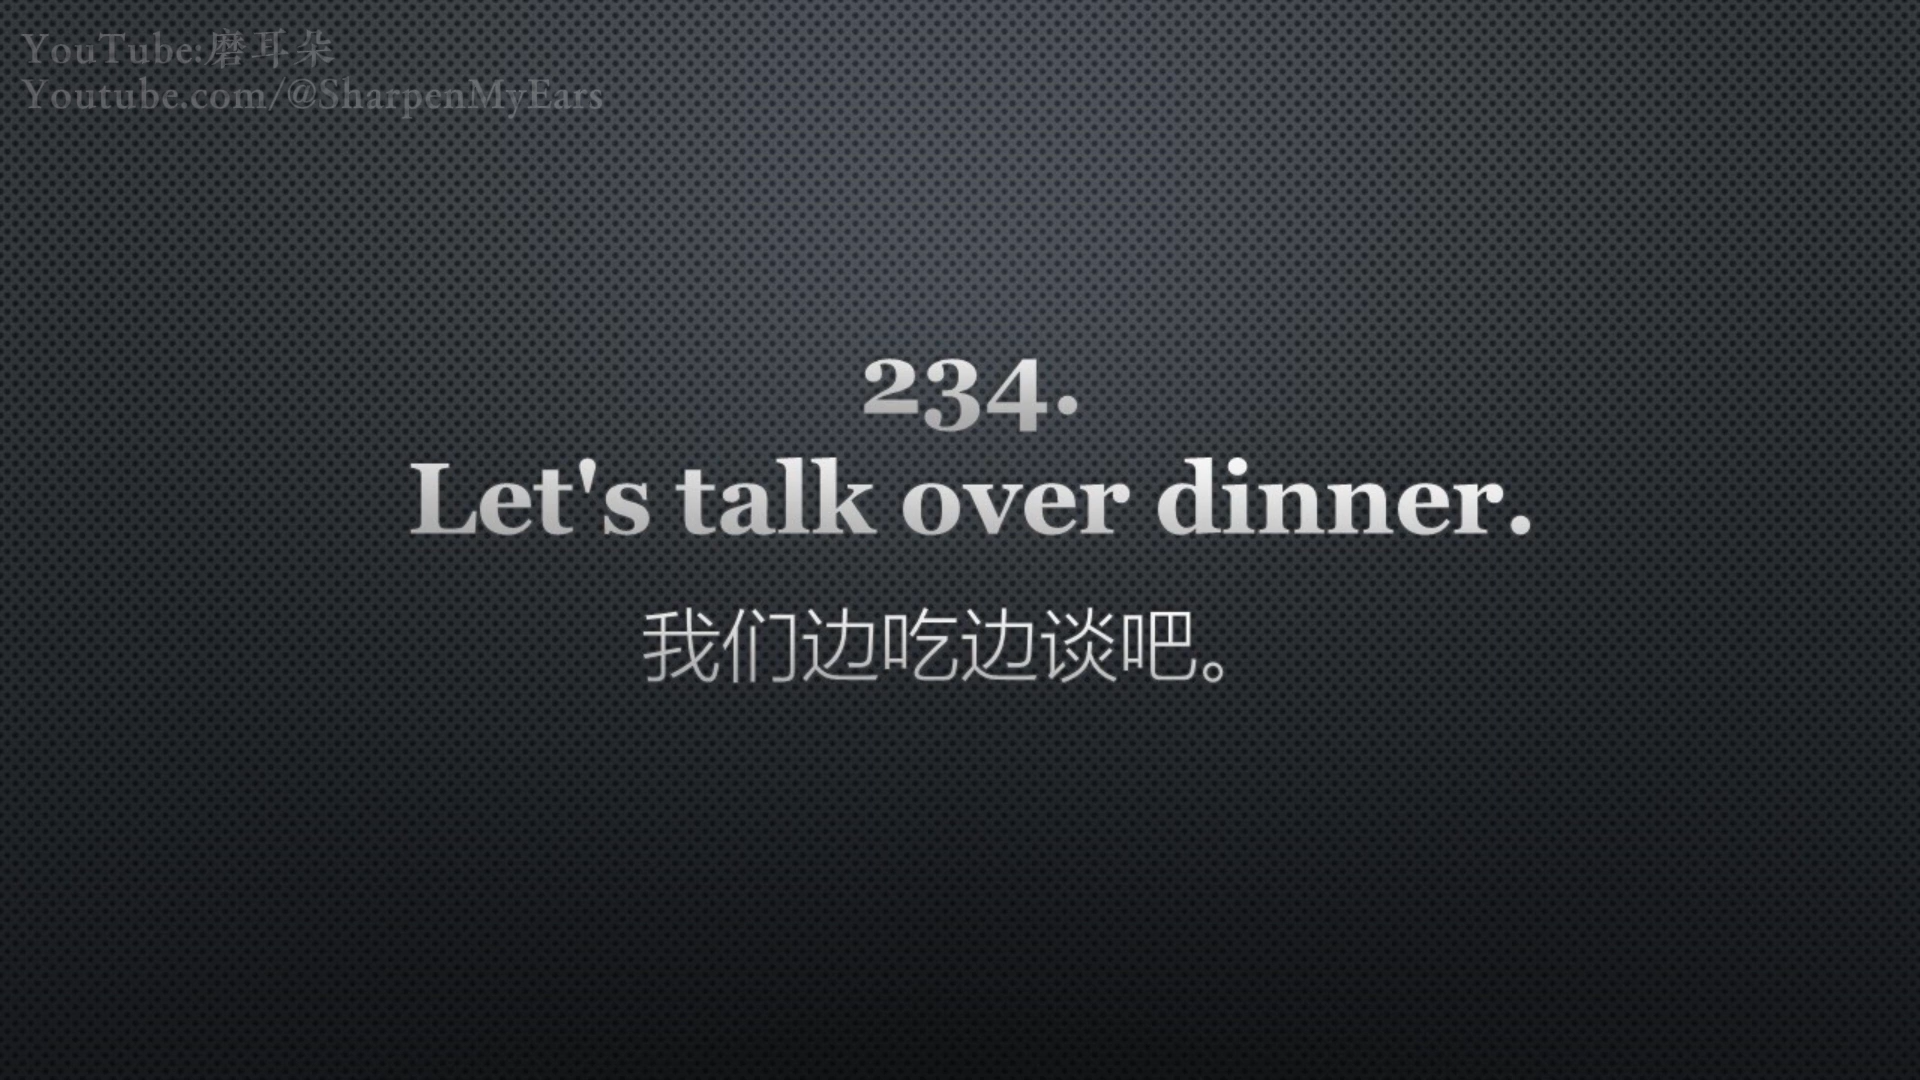 YouTube:磨耳朵
Youtube.com/@SharpenMyEars
234.
Let's talk over dinner.
我们边吃边谈吧。